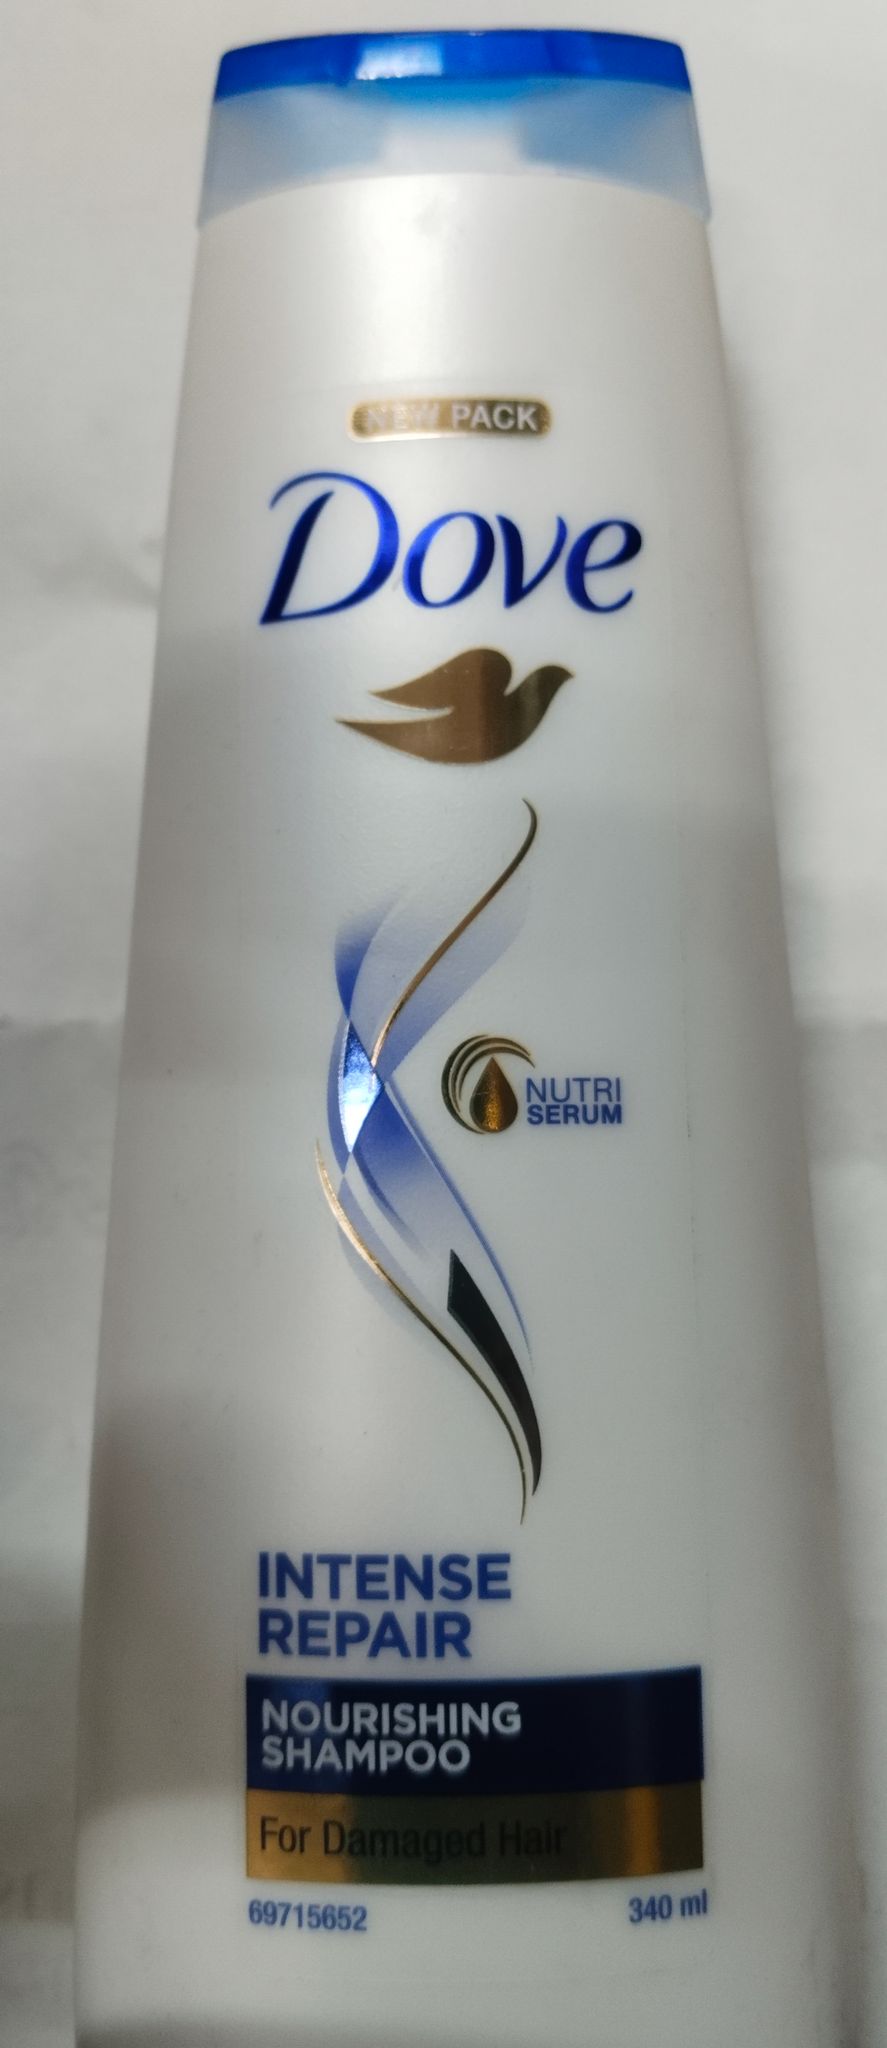 NEW PACK
Dove
NUTRI
SERUM
INTENSE
REPAIR
NOURISHING
SHAMPOO
For Damaged Hair
69715652 340 ml